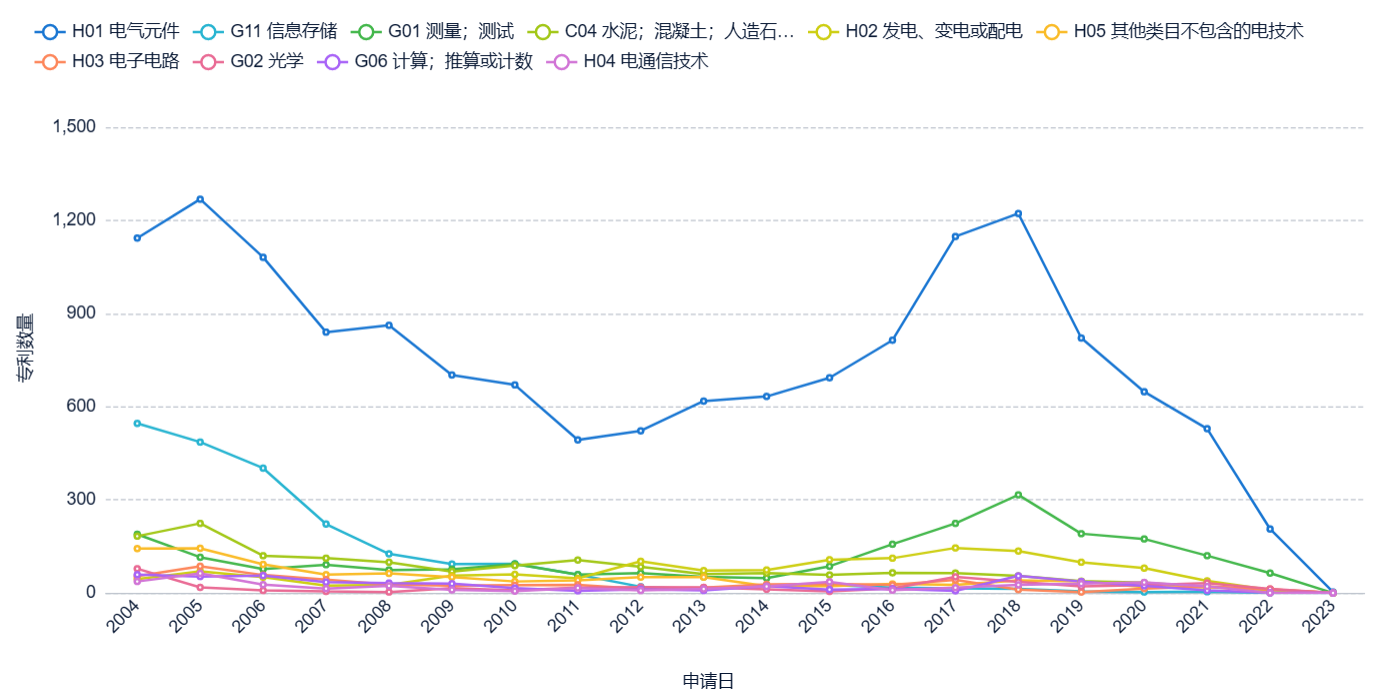 H01 电气元件 G11 信息存储 G01 测量；测试 C04 水泥；混凝土；人造石… H02 发电、变电或配电 H05 其他类目不包含的电技术
H03 电子电路 G02 光学 G06 计算；推算或计数 H04 电通信技术
1,500
1,200
900
600
300
0
专利数量
2004 2005 2006 2007 2008 2009 2010 2011 2012 2013 2014 2015 2016 2017 2018 2019 2020 2021 2022 2023
申请日